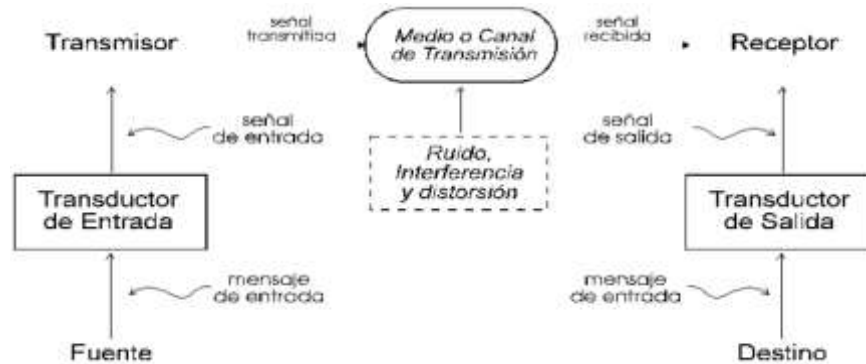 señal
transmitida
Medio o Canal
de Transmisión
señal
recibida
Transmisor
Receptor
señal
de entrada
señal
de salida
Ruido,
Interferencia
y distorsión
Transductor
de Entrada
Transductor
de Salida
mensaje
de entrada
mensaje
de entrada
Fuente
Destino